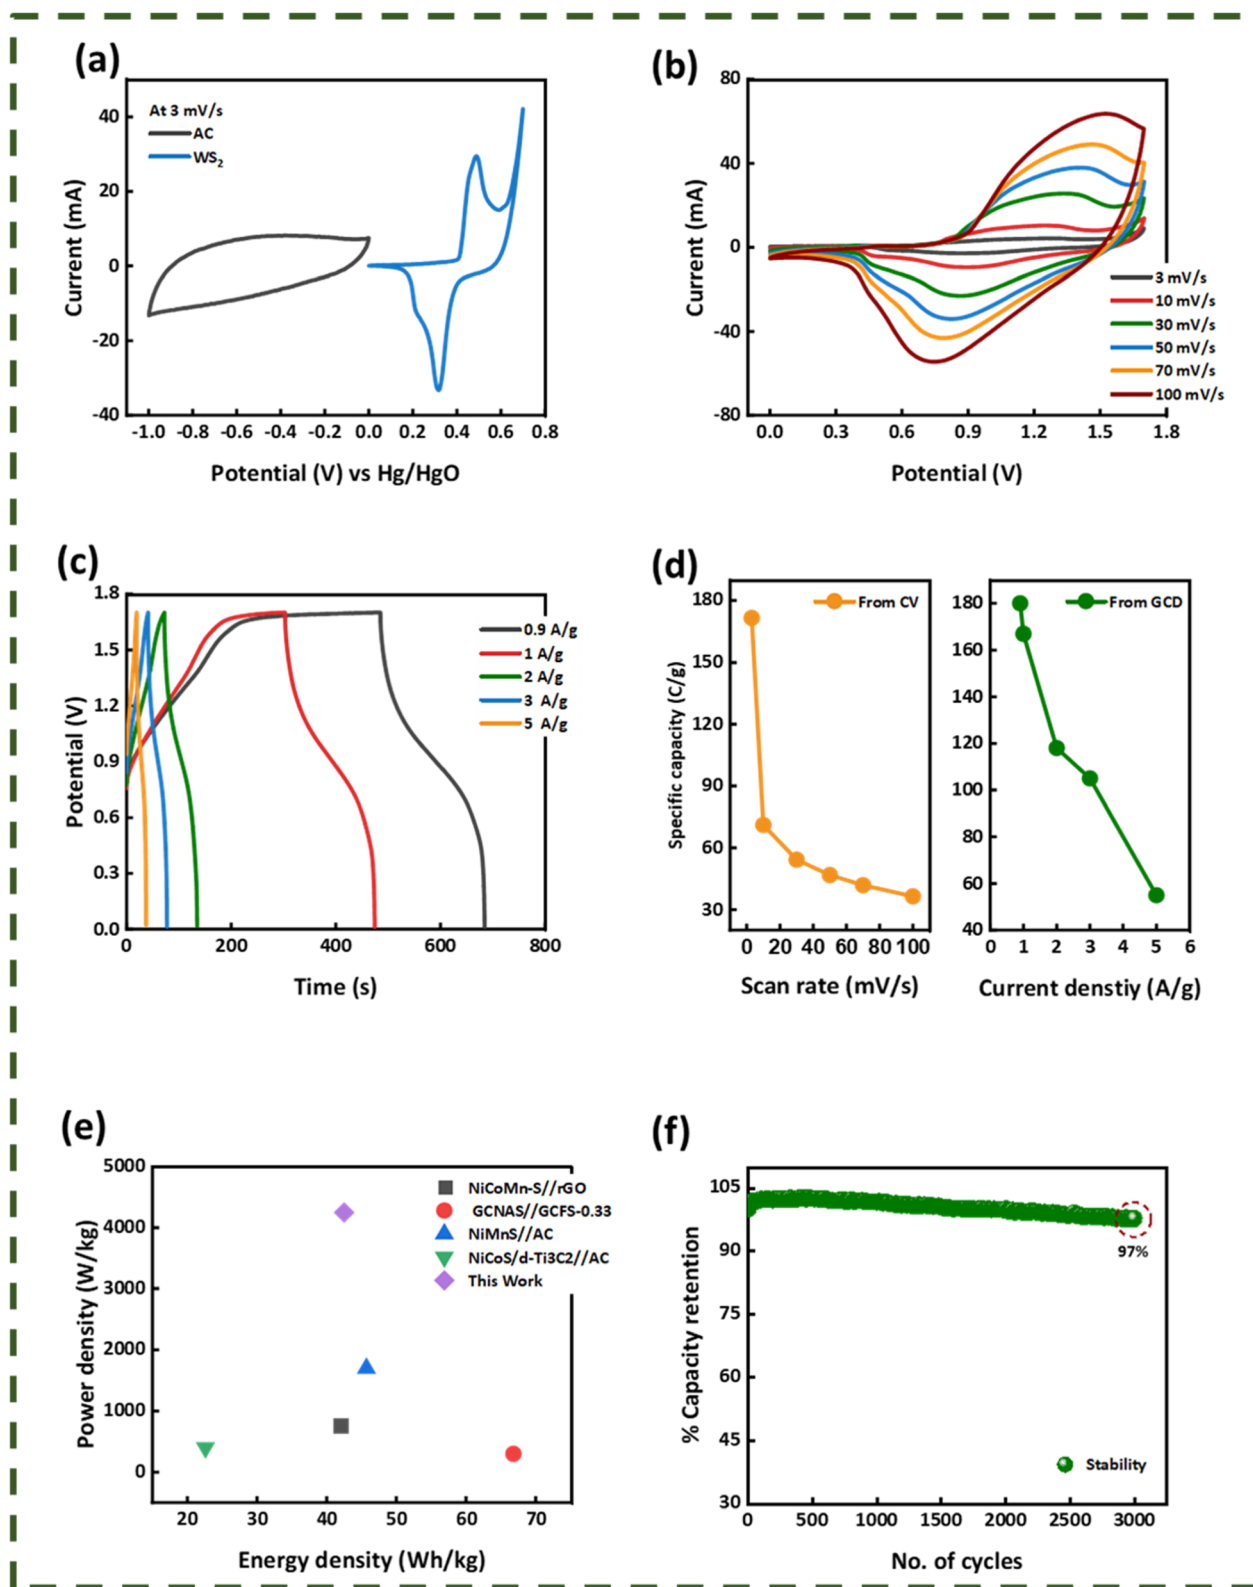 (a)
At 3 mV/s
AC
WS2
40
20
0
-20
-40
-1.0 -0.8 -0.6 -0.4 -0.2 0.0 0.2 0.4 0.6 0.8
Current (mA)
Potential (V) vs Hg/HgO
(b)
80
40
0
-40
-80
0.0 0.3 0.6 0.9 1.2 1.5 1.8
3 mV/s
10 mV/s
30 mV/s
50 mV/s
70 mV/s
100 mV/s
Current (mA)
Potential (V)
(c)
1.8
1.5
1.2
0.9
0.6
0.3
0.0
0 200 400 600 800
0.9 A/g
1 A/g
2 A/g
3 A/g
5 A/g
Potential (V)
Time (s)
(d)
180
150
120
90
60
30
0 20 40 60 80 100
From CV
Specific capacity (C/g)
Scan rate (mV/s)
180
160
140
120
100
80
60
40
0 1 2 3 4 5 6
From GCD
Current denstiy (A/g)
(e)
5000
4000
3000
2000
1000
0
20 30 40 50 60 70
NiCoMn-S//rGO
GCNAS//GCFS-0.33
NiMnS//AC
NiCoS/d-Ti3C2//AC
This Work
Power density (W/kg)
Energy density (Wh/kg)
(f)
105
90
75
60
45
30
0 500 1000 1500 2000 2500 3000
97%
Stability
% Capacity retention
No. of cycles